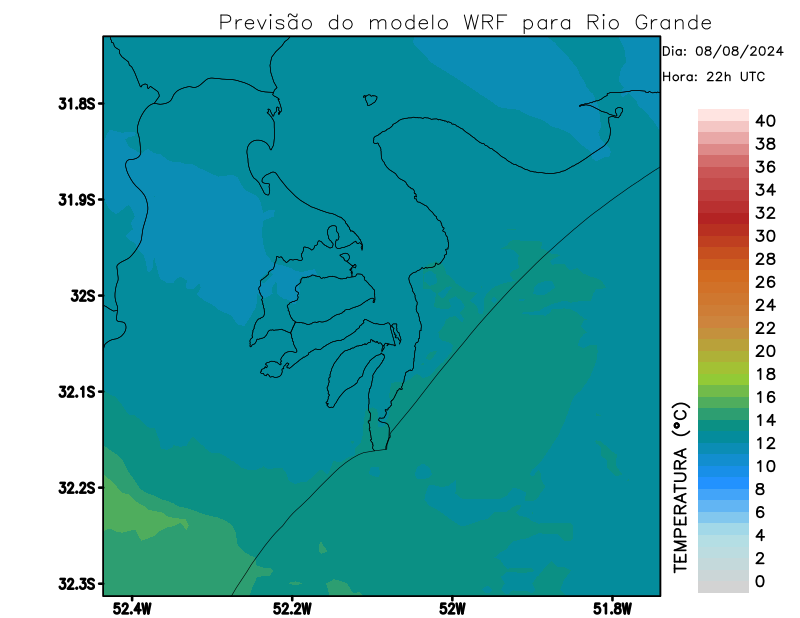 Previsão do modelo WRF para Rio Grande
Dia: 08/08/2024
Hora: 22h UTC
31.8S
31.9S
32S
32.1S
32.2S
32.3S
52.4W
52.2W
52W
51.8W
40
38
36
34
32
30
28
26
24
22
20
18
16
14
12
10
8
6
4
2
0
TEMPERATURA (°C)